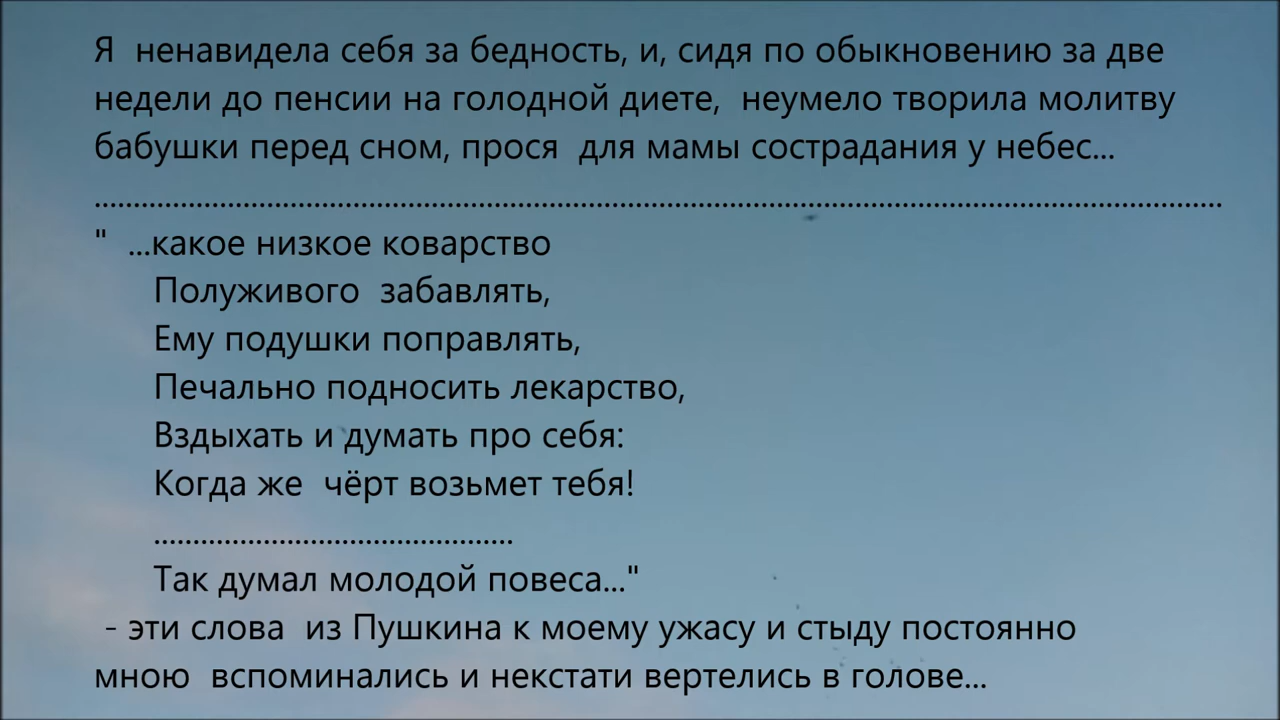 Я ненавидела себя за бедность, и, сидя по обыкновению за две
недели до пенсии на голодной диете, неумело творила молитву
бабушки перед сном, прося для мамы сострадания у небес...
................................................................................................................................................
" ...какое низкое коварство
Полуживого забавлять,
Ему подушки поправлять,
Печально подносить лекарство,
Вздыхать и думать про себя:
Когда же чёрт возьмет тебя!
..............................................
Так думал молодой повеса..."
- эти слова из Пушкина к моему ужасу и стыду постоянно
мною вспоминались и некстати вертелись в голове...